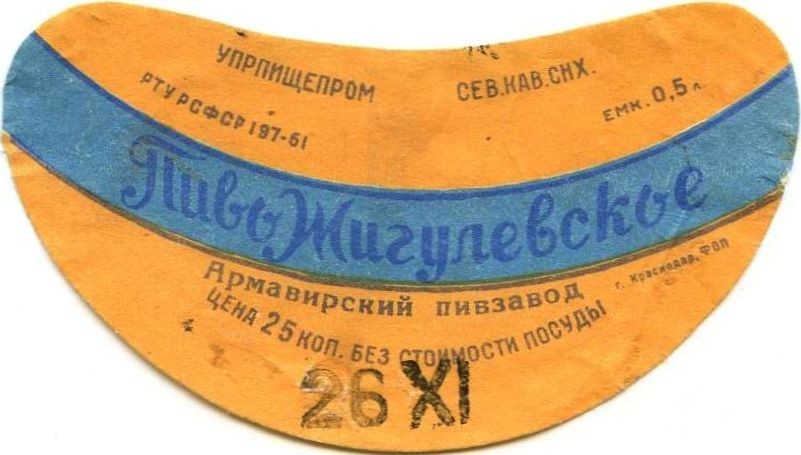 УПРПИЩЕПРОМ СЕВ.КАВ.СНХ.
РТУ РСФСР 197-61 ЕМК. 0,5 л.
Пиво Жигулевское
Армавирский пивзавод г. Краснодар, ФОП
ЦЕНА 25 КОП. БЕЗ СТОИМОСТИ ПОСУДЫ
26 XI